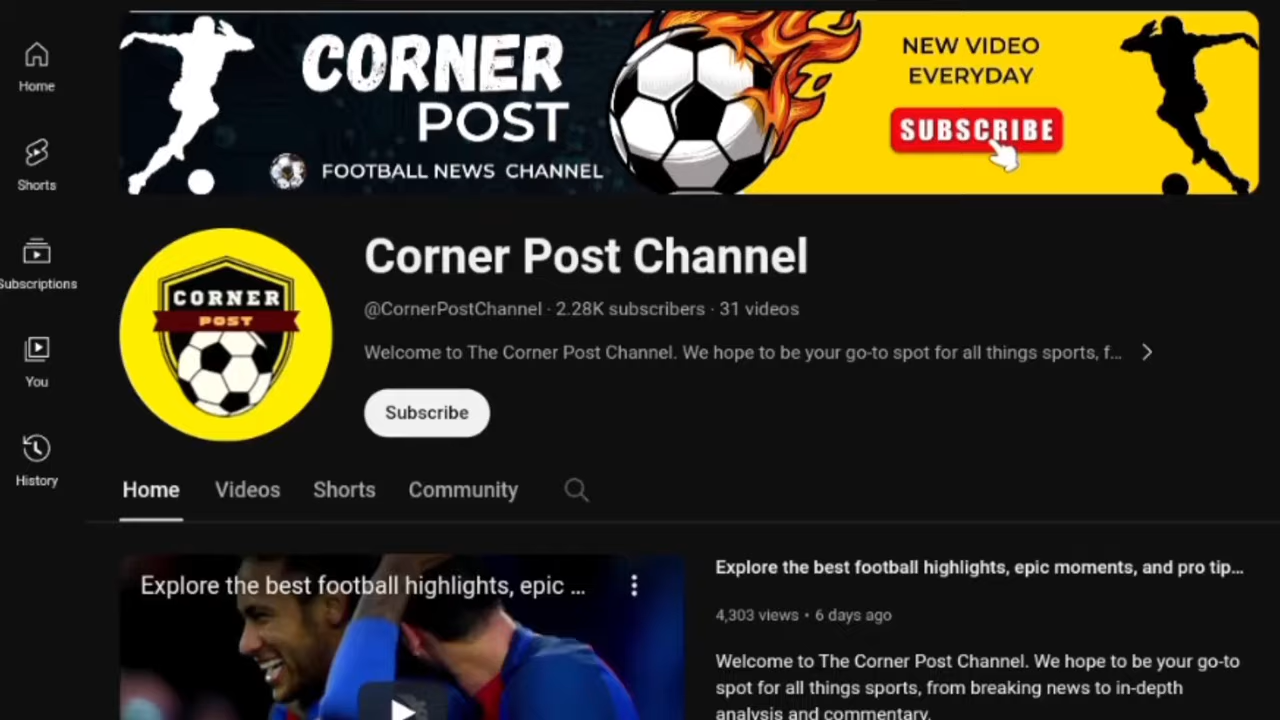 CORNER
POST
FOOTBALL NEWS CHANNEL
NEW VIDEO
EVERYDAY
SUBSCRIBE
Home
Shorts
Subscriptions
You
History
CORNER
POST
Corner Post Channel
@CornerPostChannel · 2.28K subscribers · 31 videos
Welcome to The Corner Post Channel. We hope to be your go-to spot for all things sports, f...
Subscribe
Home Videos Shorts Community
Explore the best football highlights, epic ...
Explore the best football highlights, epic moments, and pro tip...
4,303 views • 6 days ago
Welcome to The Corner Post Channel. We hope to be your go-to
spot for all things sports, from breaking news to in-depth
analysis and commentary.